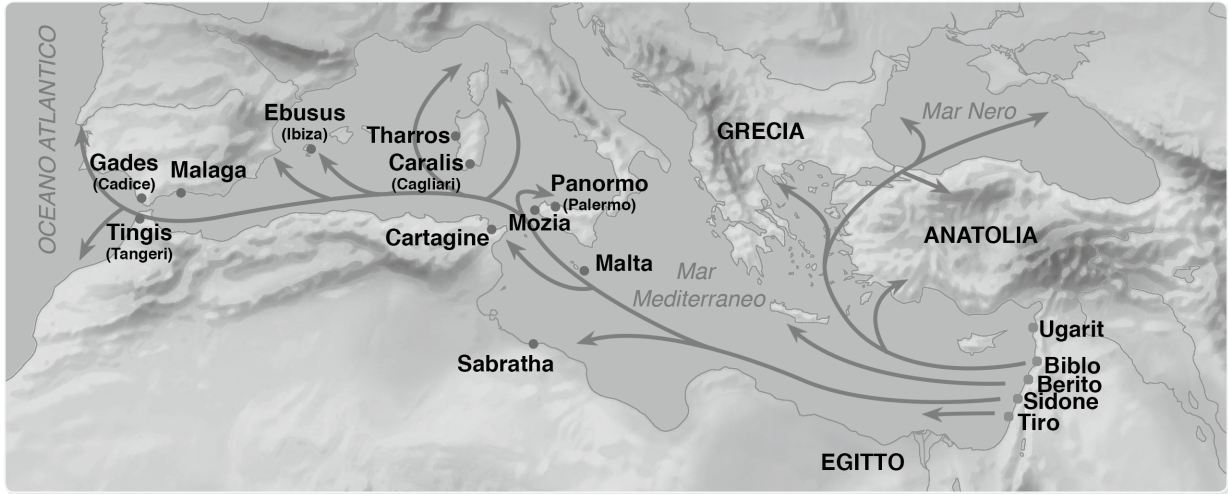 OCEANO ATLANTICO
Mar Nero
Ebusus
(Ibiza)
Tharros
GRECIA
Gades
(Cadice)
Malaga
Caralis
(Cagliari)
Panormo
(Palermo)
Mozia
Tingis
(Tangeri)
Cartagine
ANATOLIA
Malta
Mar
Mediterraneo
Ugarit
Sabratha
Biblo
Berito
Sidone
Tiro
EGITTO